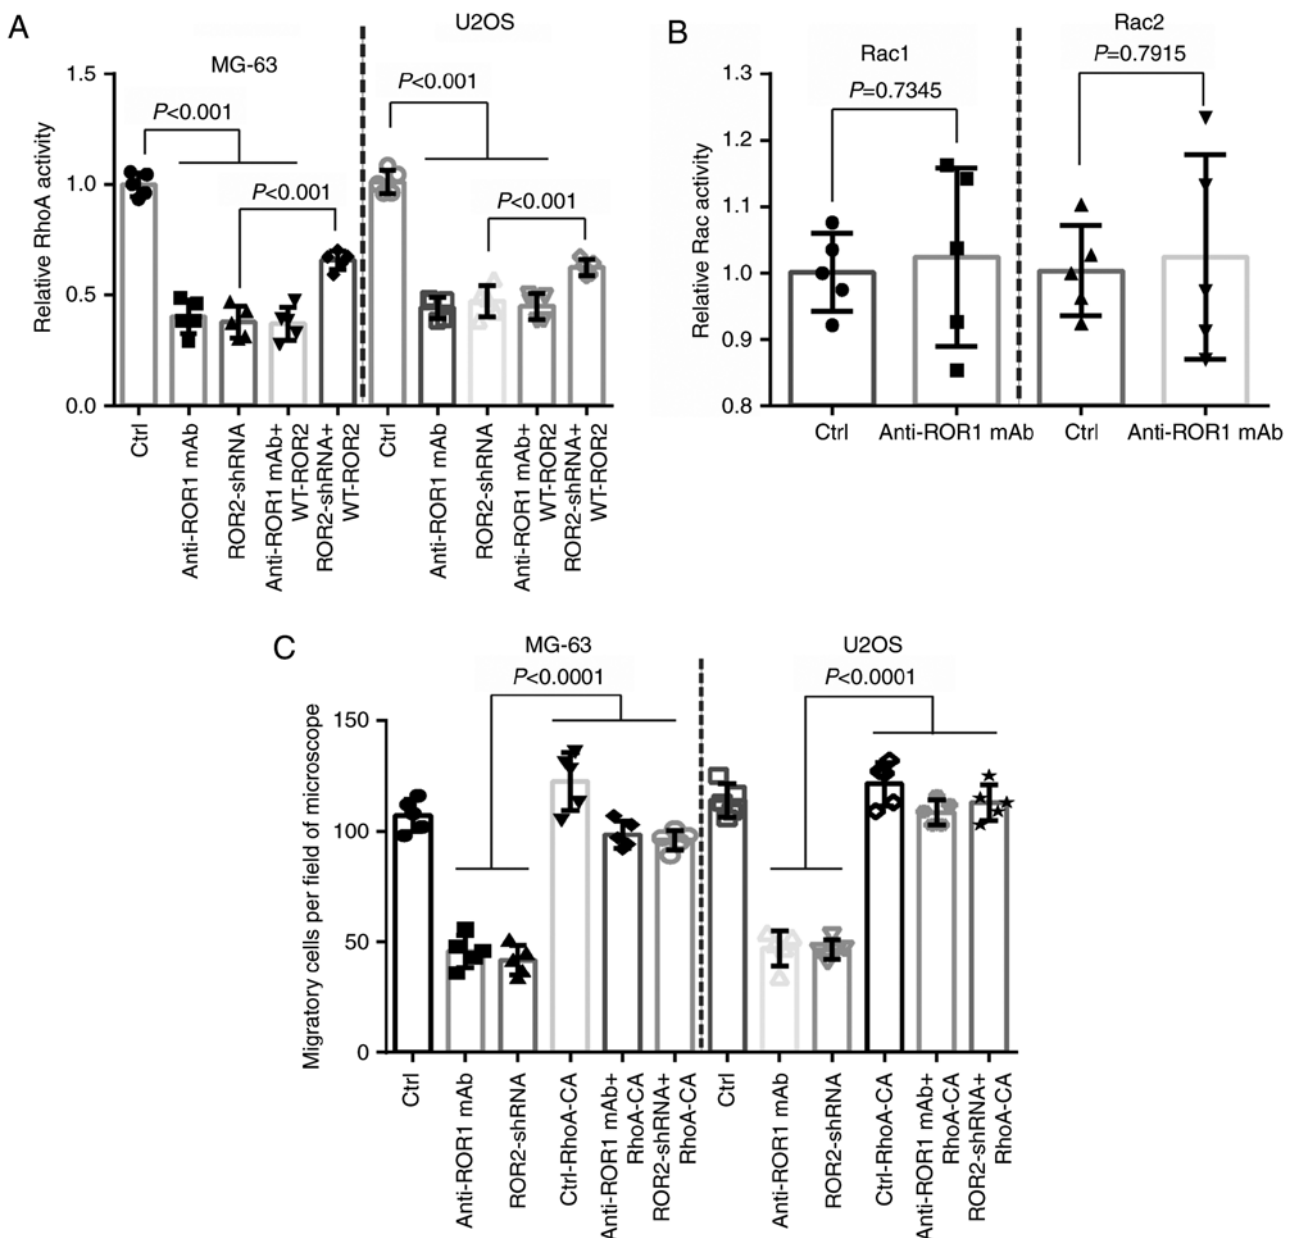 A
MG-63
U2OS
P<0.001
P<0.001
P<0.001
P<0.001
Relative RhoA activity
1.5
1.0
0.5
0.0
Ctrl
Anti-ROR1 mAb
ROR2-shRNA
Anti-ROR1 mAb+
WT-ROR2
ROR2-shRNA+
WT-ROR2
Ctrl
Anti-ROR1 mAb
ROR2-shRNA
Anti-ROR1 mAb+
WT-ROR2
ROR2-shRNA+
WT-ROR2
B
Rac1
Rac2
P=0.7345
P=0.7915
Relative Rac activity
1.3
1.2
1.1
1.0
0.9
0.8
Ctrl
Anti-ROR1 mAb
Ctrl
Anti-ROR1 mAb
C
MG-63
U2OS
P<0.0001
P<0.0001
Migratory cells per field of microscope
150
100
50
0
Ctrl
Anti-ROR1 mAb
ROR2-shRNA
Ctrl-RhoA-CA
Anti-ROR1 mAb+
RhoA-CA
ROR2-shRNA+
RhoA-CA
Ctrl
Anti-ROR1 mAb
ROR2-shRNA
Ctrl-RhoA-CA
Anti-ROR1 mAb+
RhoA-CA
ROR2-shRNA+
RhoA-CA